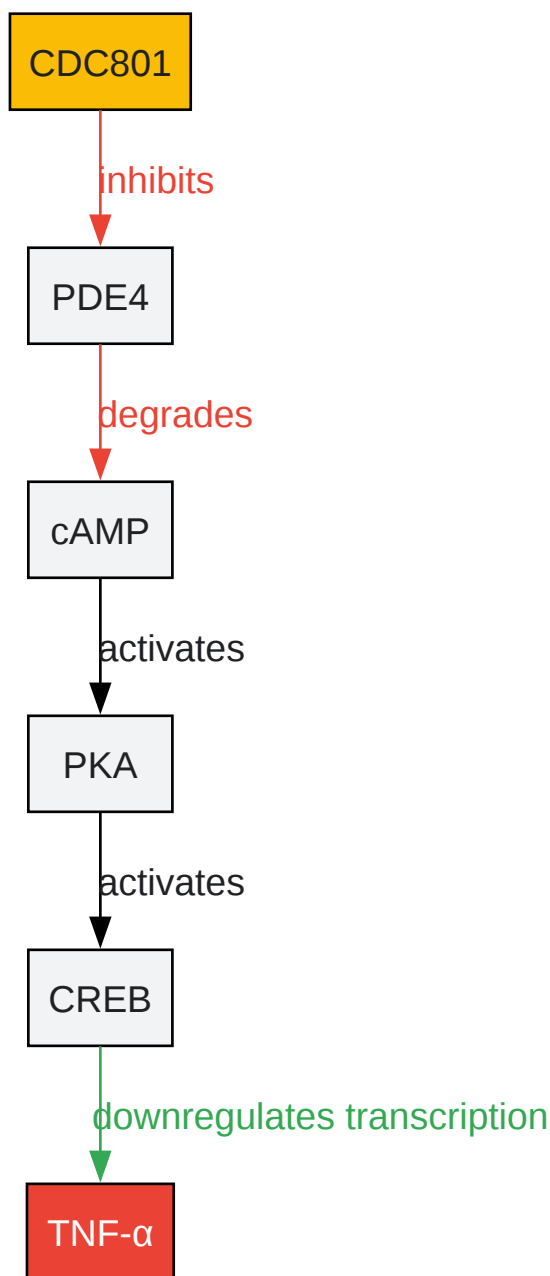 CDC801
inhibits
PDE4
degrades
cAMP
activates
PKA
activates
CREB
downregulates transcription
TNF-α